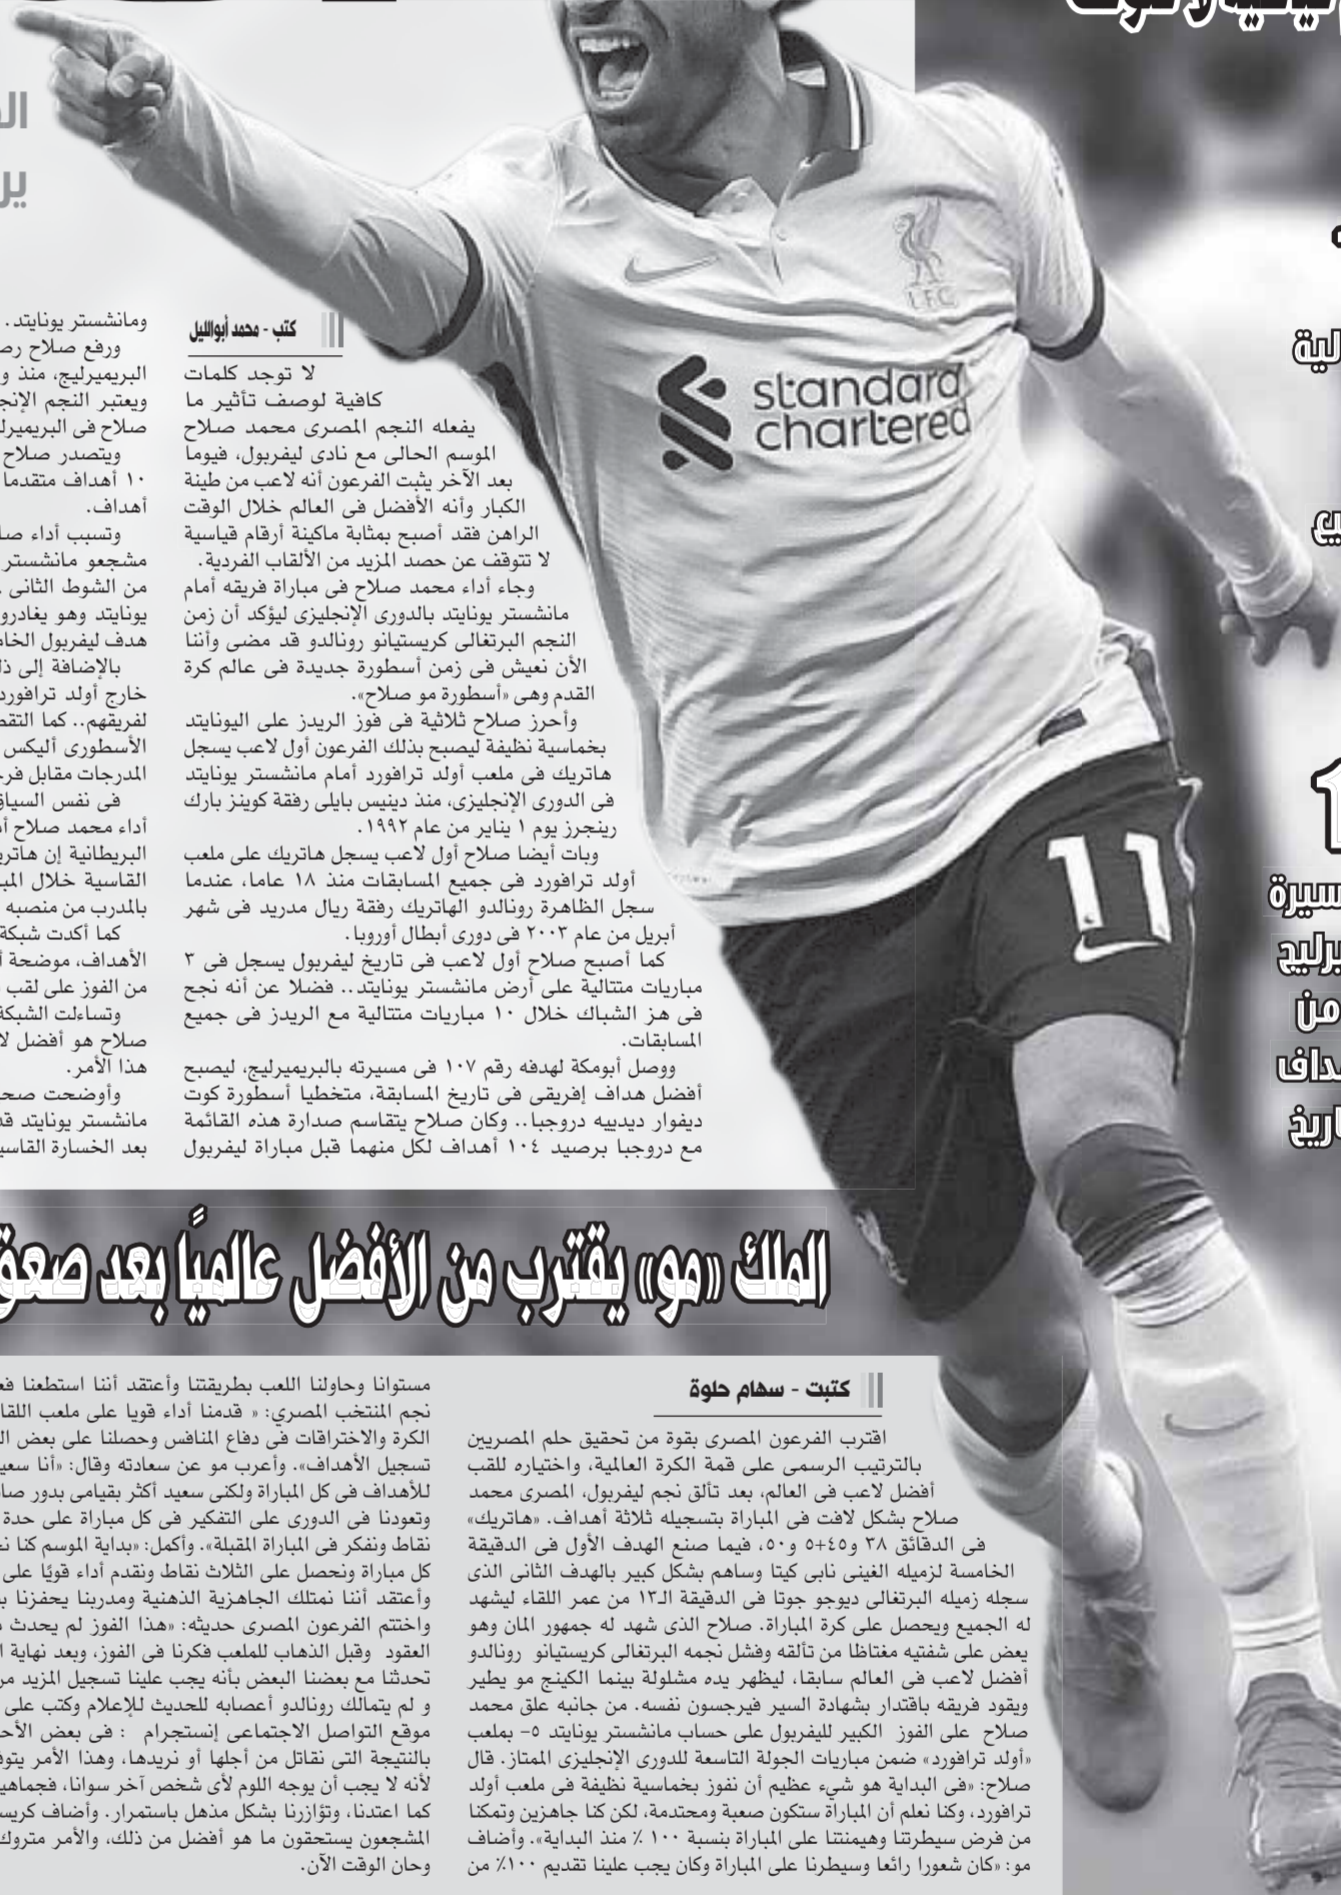 كتب - محمد أبوالليل
لا توجد كلمات
كافية لوصف تأثير ما
يفعله النجم المصرى محمد صلاح
الموسم الحالى مع نادى ليفربول، فيوما
بعد الآخر يثبت الفرعون أنه لاعب من طينة
الكبار وأنه الأفضل فى العالم خلال الوقت
الراهن فقد أصبح بمثابة ماكينة أرقام قياسية
لا تتوقف عن حصد المزيد من الألقاب الفردية.
وجاء أداء محمد صلاح فى مباراة فريقه أمام
مانشستر يونايتد بالدورى الإنجليزى ليؤكد أن زمن
النجم البرتغالى كريستيانو رونالدو قد مضى وأننا
الأن نعيش فى زمن أسطورة جديدة فى عالم كرة
القدم وهى «أسطورة مو صلاح».
وأحرز صلاح ثلاثية فى فوز الريدز على اليونايتد
بخماسية نظيفة ليصبح بذلك الفرعون أول لاعب يسجل
هاتريك فى ملعب أولد ترافورد أمام مانشستر يونايتد
فى الدورى الإنجليزى، منذ دينيس بايلى رفقة كوينز بارك
رينجرز يوم ١ يناير من عام ١٩٩٢.
وبات أيضا صلاح أول لاعب يسجل هاتريك على ملعب
أولد ترافورد فى جميع المسابقات منذ ١٨ عاما، عندما
سجل الظاهرة رونالدو الهاتريك رفقة ريال مدريد فى شهر
أبريل من عام ٢٠٠٣ فى دورى أبطال أوروبا.
كما أصبح صلاح أول لاعب فى تاريخ ليفربول يسجل فى ٣
مباريات متتالية على أرض مانشستر يونايتد.. فضلا عن أنه نجح
فى هز الشباك خلال ١٠ مباريات متتالية مع الريدز فى جميع
المسابقات.
ووصل أبومكة لهدفه رقم ١٠٧ فى مسيرته بالبريميرليج، ليصبح
أفضل هداف إفريقى فى تاريخ المسابقة، متخطيا أسطورة كوت
ديفوار ديدييه دروجبا.. وكان صلاح يتقاسم صدارة هذه القائمة
مع دروجبا برصيد ١٠٤ أهداف لكل منهما قبل مباراة ليفربول
ومانشستر يونايتد.
ورفع صلاح
البريميرليج، منذ
ويعتبر النجم
صلاح فى
ويتصدر صلاح
١٠ أهداف متقدما
أهداف.
وتسبب أداء
مشجعو مانشستر
من الشوط الثانى
يونايتد وهو
هدف ليفربول
بالإضافة إلى
خارج أولد ترافورد
لفريقهم.. كما
الأسطورى أليكس
المدرجات مقابل
فى نفس
أداء محمد صلاح
البريطانية إن
القاسية خلال
بالمدرب من منصبه
كما أكدت شبكة
الأهداف، موضحة
من الفوز على لقب
وتساءلت الشبكة
صلاح هو أفضل
هذا الأمر.
وأوضحت
مانشستر يونايتد
بعد الخسارة
standard
chartered
LFC
11
من
الملك «مو» يقترب من الأفضل عالميًا بعد
كتبت - سهام حلوة
اقترب الفرعون المصرى بقوة من تحقيق حلم المصريين
بالترتيب الرسمى على قمة الكرة العالمية، واختياره للقب
أفضل لاعب فى العالم، بعد تألق نجم ليفربول، المصرى محمد
صلاح بشكل لافت فى المباراة بتسجيله ثلاثة أهداف. «هاتريك»
فى الدقائق ٣٨ و٤٥+٥ و٥٠، فيما صنع الهدف الأول فى الدقيقة
الخامسة لزميله الغينى نابى كيتا وساهم بشكل كبير بالهدف الثانى الذى
سجله زميله البرتغالى ديوجو جوتا فى الدقيقة الـ١٣ من عمر اللقاء ليشهد
له الجميع ويحصل على كرة المباراة. صلاح الذى شهد له جمهور المان وهو
يعض على شفتيه مغتاظا من تألقه وفشل نجمه البرتغالى كريستيانو رونالدو
أفضل لاعب فى العالم سابقا، ليظهر يده مشلولة بينما الكينج مو يطير
ويقود فريقه باقتدار بشهادة السير فيرجسون نفسه. من جانبه علق محمد
صلاح على الفوز الكبير لليفربول على حساب مانشستر يونايتد ٥- بملعب
«أولد ترافورد» ضمن مباريات الجولة التاسعة للدورى الإنجليزى الممتاز. قال
صلاح: «فى البداية هو شيء عظيم أن نفوز بخماسية نظيفة فى ملعب أولد
ترافورد، وكنا نعلم أن المباراة ستكون صعبة ومحتدمة، لكن كنا جاهزين وتمكنا
من فرض سيطرتنا وهيمنتنا على المباراة بنسبة ١٠٠ ٪ منذ البداية». وأضاف
مو: «كان شعورا رائعا وسيطرنا على المباراة وكان يجب علينا تقديم ١٠٠٪ من
مستوانا وحاولنا اللعب بطريقتنا وأعتقد أننا استطعنا
نجم المنتخب المصري: « قدمنا أداء قويا على ملعب
الكرة والاختراقات فى دفاع المنافس وحصلنا على بعض
تسجيل الأهداف». وأعرب مو عن سعادته وقال: «أنا
للأهداف فى كل المباراة ولكنى سعيد أكثر بقيامى بدور
وتعودنا فى الدورى على التفكير فى كل مباراة على حدة
نقاط ونفكر فى المباراة المقبلة». وأكمل: «بداية الموسم كنا
كل مباراة ونحصل على الثلاث نقاط ونقدم أداء قويًا على
وأعتقد أننا نمتلك الجاهزية الذهنية ومدربنا يحفزنا
واختتم الفرعون المصرى حديثه: «هذا الفوز لم يحدث
العقود وقبل الذهاب للملعب فكرنا فى الفوز، وبعد نهاية
تحدثنا مع بعضنا البعض بأنه يجب علينا تسجيل المزيد
و لم يتمالك رونالدو أعصابه للحديث للإعلام وكتب على
موقع التواصل الاجتماعى إنستجرام : فى بعض
بالنتيجة التى نقاتل من أجلها أو نريدها، وهذا الأمر
لأنه لا يجب أن يوجه اللوم لأى شخص آخر سوانا،
كما اعتدنا، وتؤازرنا بشكل مذهل باستمرار. وأضاف
المشجعون يستحقون ما هو أفضل من ذلك، والأمر متروك
وحان الوقت الآن.